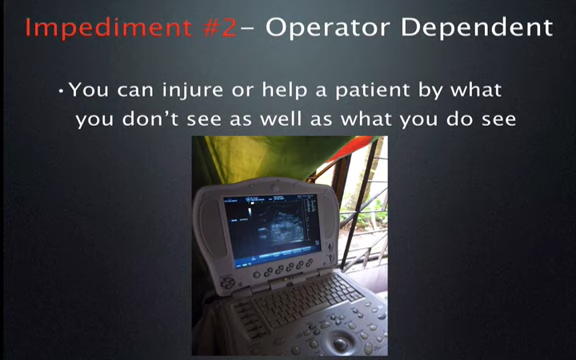 Impediment #2– Operator Dependent
•You can injure or help a patient by what
you don't see as well as what you do see